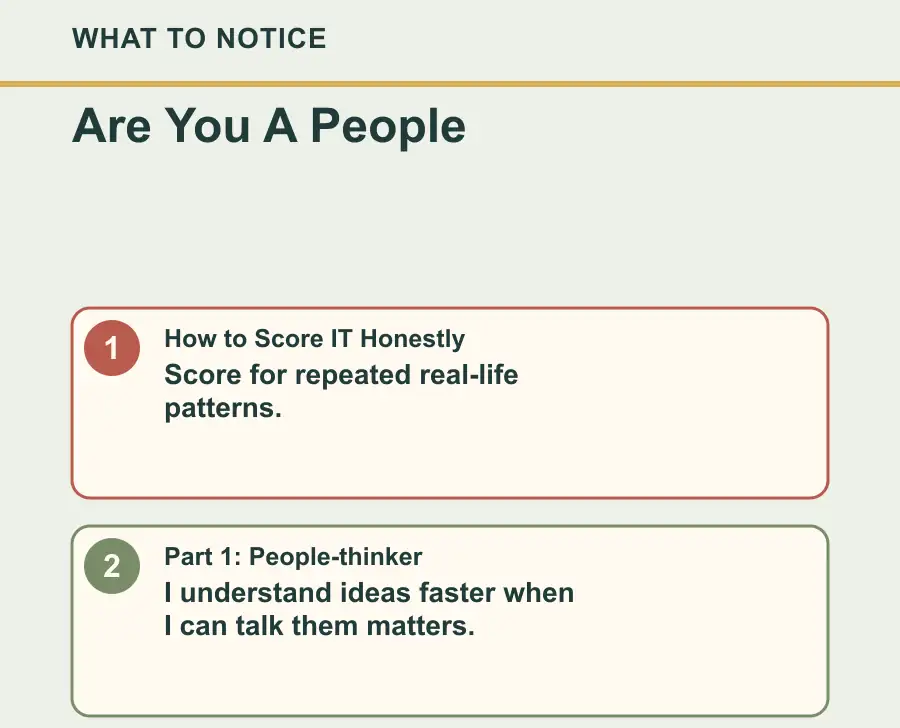 WHAT TO NOTICE
Are You A People
1
How to Score IT Honestly
Score for repeated real-life
patterns.
2
Part 1: People-thinker
I understand ideas faster when
I can talk them matters.